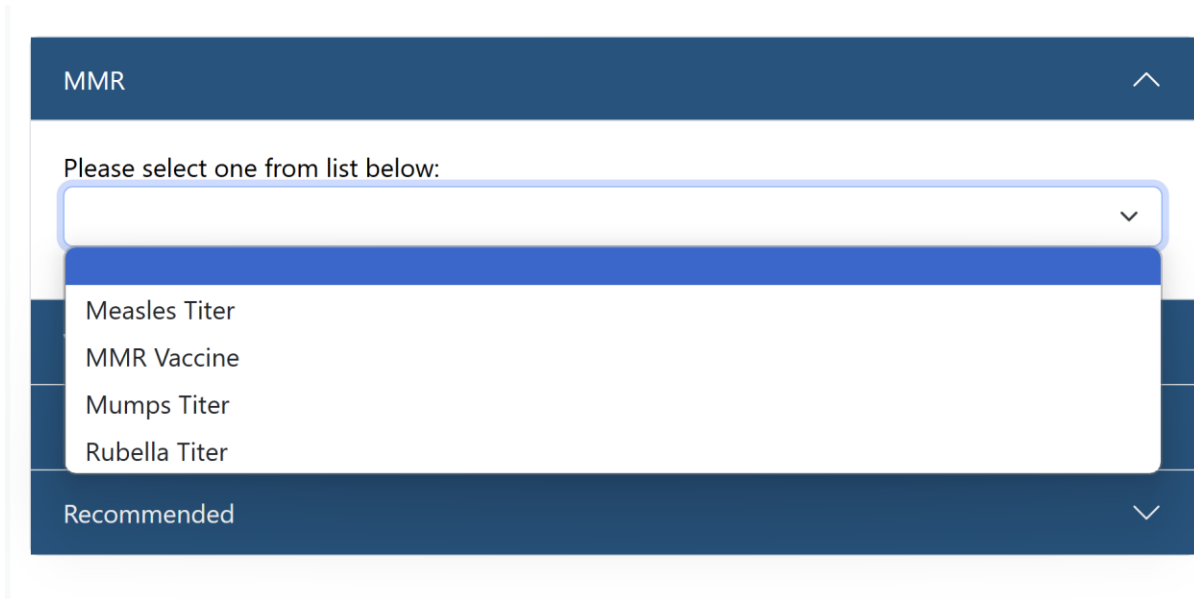 MMR
Please select one from list below:
Measles Titer
MMR Vaccine
Mumps Titer
Rubella Titer
Recommended